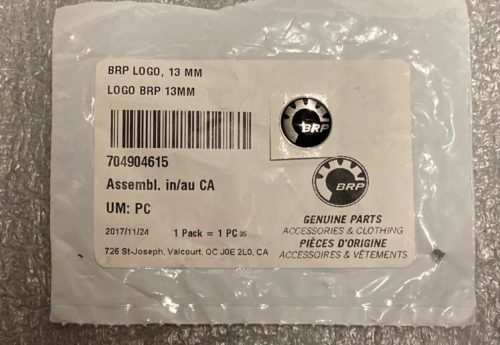 BRP LOGO, 13 MM
LOGO BRP 13MM
BRP
704904615
Assembl. in/au CA
UM: PC
BRP
2017/11/24 1 Pack = 1 PC 35
GENUINE PARTS
ACCESSORIES & CLOTHING
PIÈCES D'ORIGINE
ACCESSOIRES & VÊTEMENTS
726 St-Joseph, Valcourt, QC J0E 2L0, CA